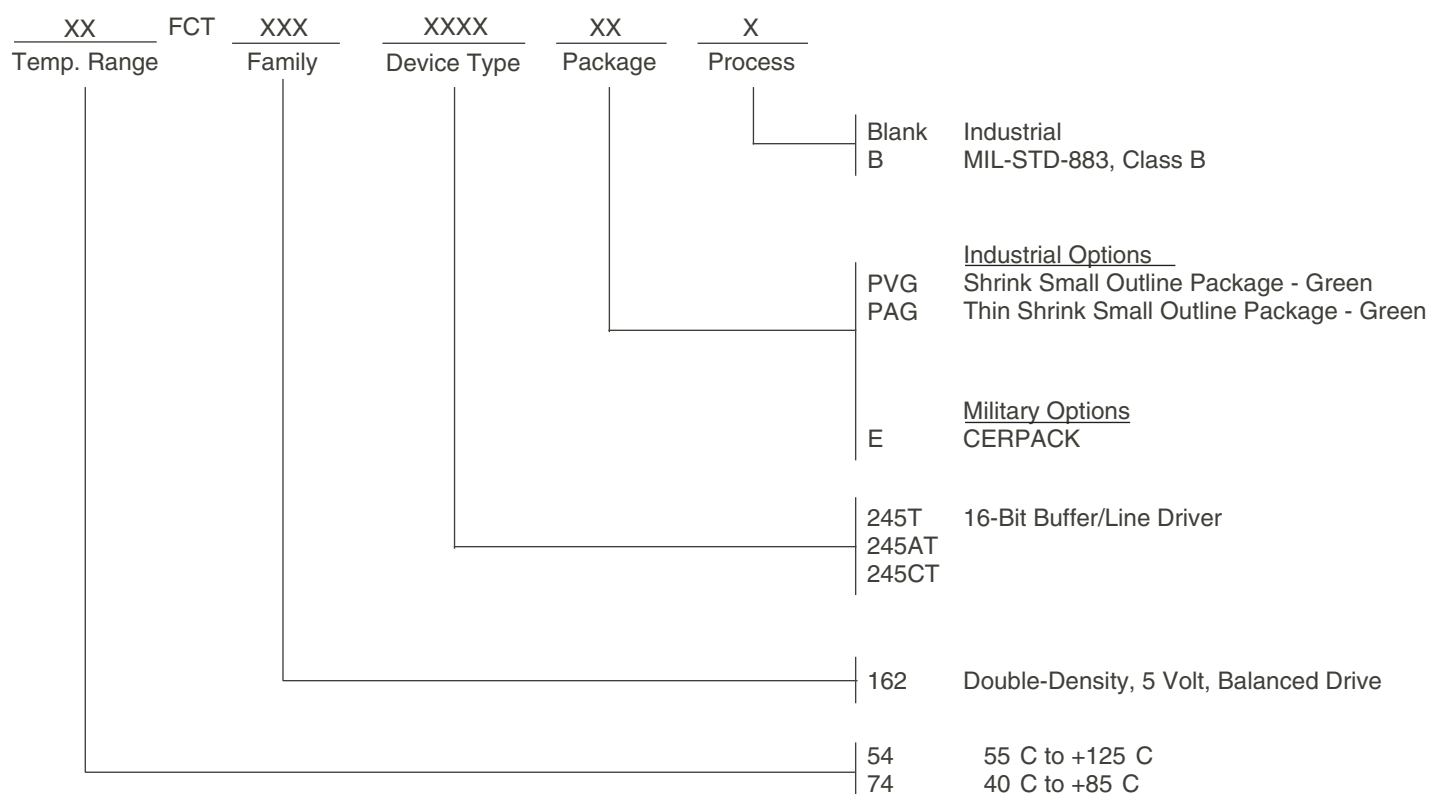 XX FCT XXX XXXX XX X
Temp. Range Family Device Type Package Process
Blank Industrial
B MIL-STD-883, Class B
Industrial Options
PVG Shrink Small Outline Package - Green
PAG Thin Shrink Small Outline Package - Green
Military Options
E CERPACK
245T 16-Bit Buffer/Line Driver
245AT
245CT
162 Double-Density, 5 Volt, Balanced Drive
54 55 C to +125 C
74 40 C to +85 C